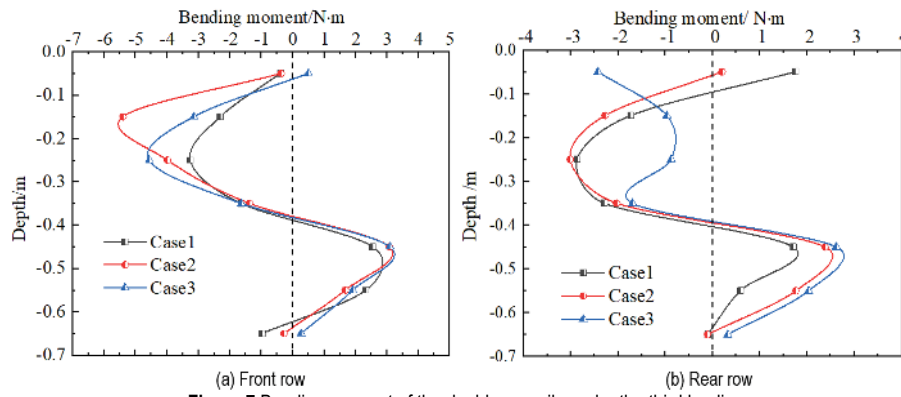 Bending moment/N·m
-7 -6 -5 -4 -3 -2 -1 0 1 2 3 4 5
0.0
-0.1
-0.2
-0.3
-0.4
-0.5
-0.6
-0.7
Depth/m
Case1
Case2
Case3
(a) Front row
Bending moment/ N·m
-4 -3 -2 -1 0 1 2 3 4
0.0
-0.1
-0.2
-0.3
-0.4
-0.5
-0.6
-0.7
Depth /m
Case1
Case2
Case3
(b) Rear row